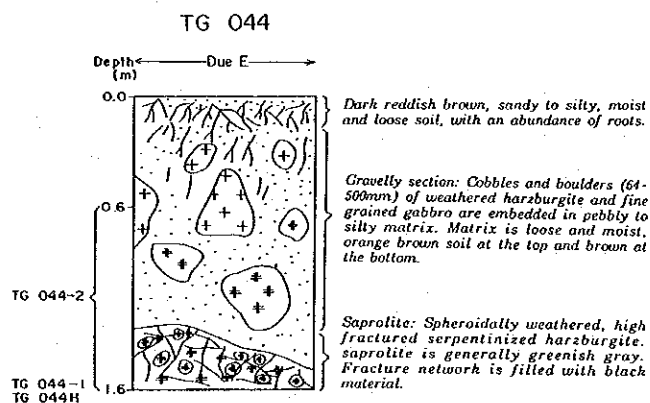 TG 044
Depth
(m)
Due E.
0.0
Dark reddish brown, sandy to silty, moist
and loose soil, with an abundance of roots.
Gravelly section: Cobbles and boulders (64-
500mm) of weathered harzburgite and fine
grained gabbro are embedded in pebbly to
silty matrix. Matrix is loose and moist,
orange brown soil at the top and brown at
the bottom.
0.6
TG 044-2
Saprolite: Spheroidally weathered, high
fractured serpentinized harzburgite.
saprolite is generally greenish gray.
Fracture network is filled with black
material.
TG 044-1
1.6
TG 044R